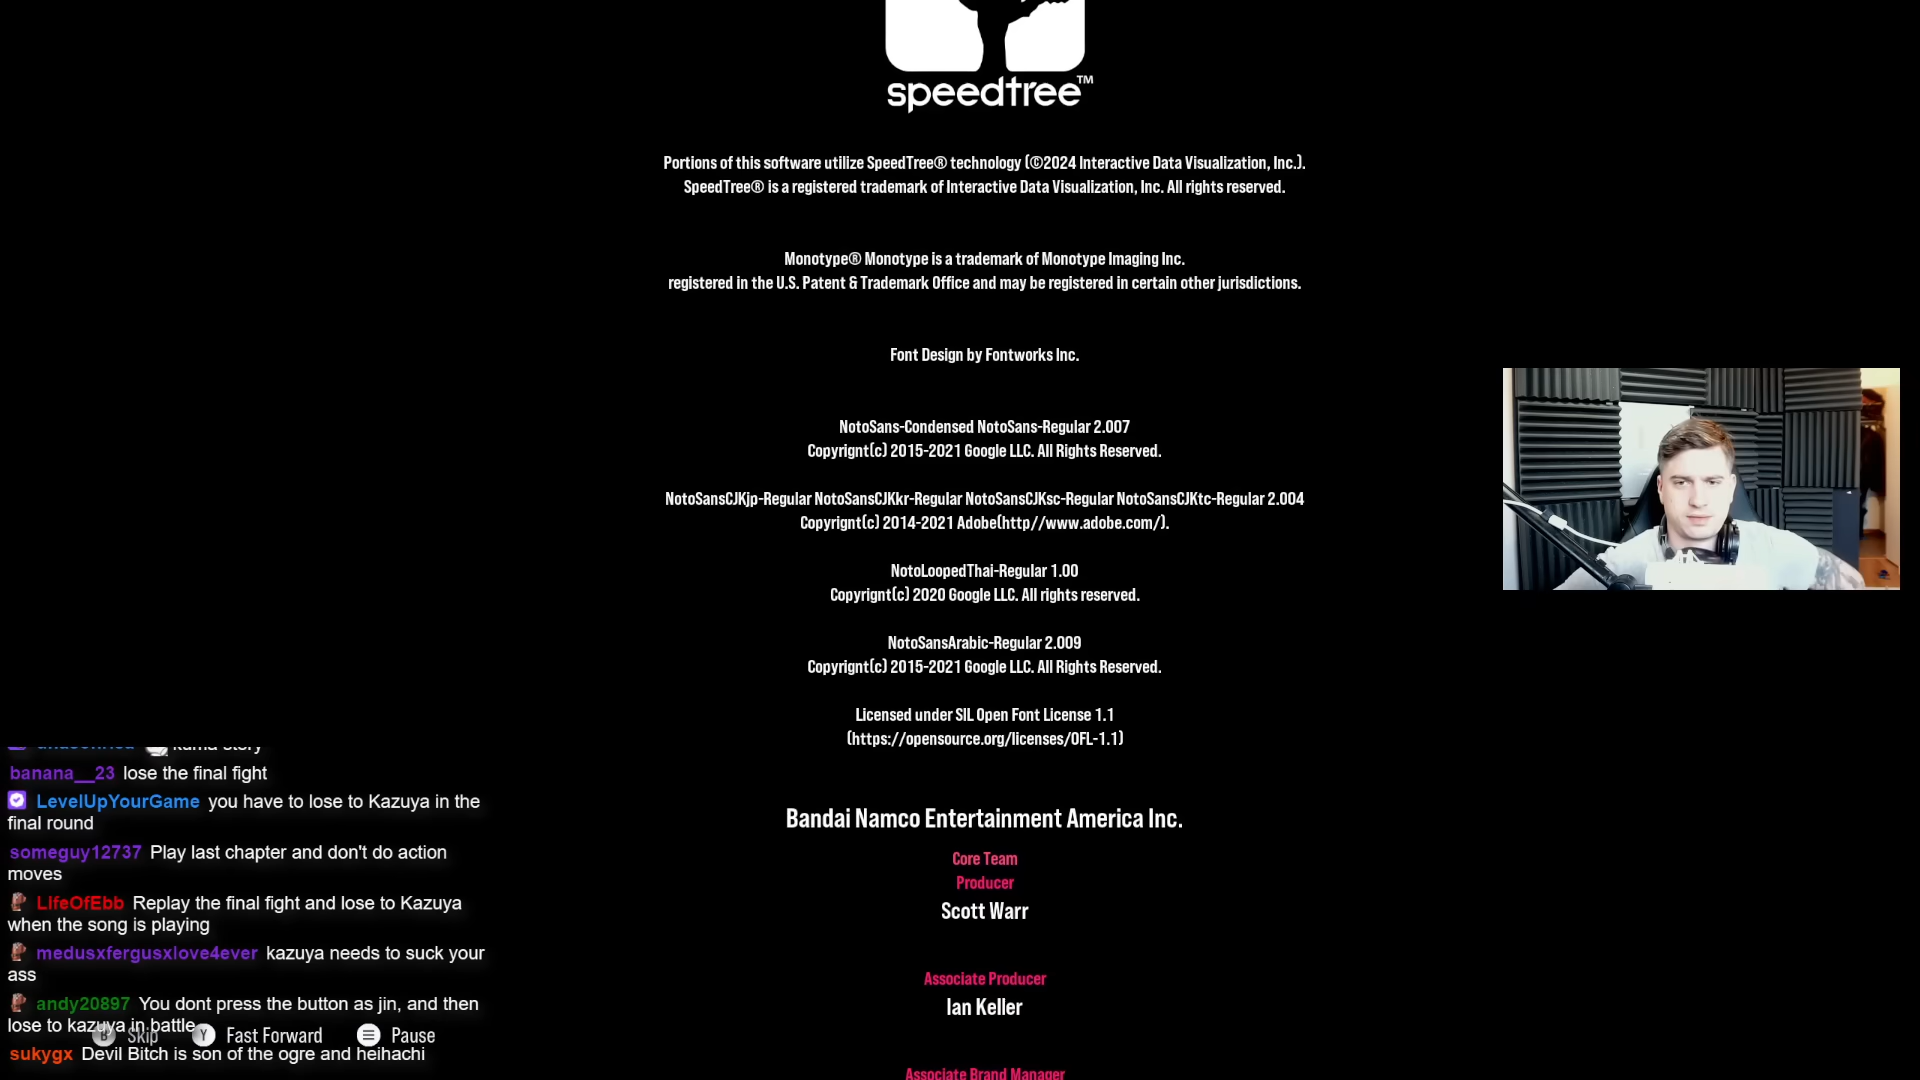 speedtree™
Portions of this software utilize SpeedTree® technology (©2024 Interactive Data Visualization, Inc.).
SpeedTree® is a registered trademark of Interactive Data Visualization, Inc. All rights reserved.
Monotype® Monotype is a trademark of Monotype Imaging Inc.
registered in the U.S. Patent & Trademark Office and may be registered in certain other jurisdictions.
Font Design by Fontworks Inc.
NotoSans-Condensed NotoSans-Regular 2.007
Copyrignt(c) 2015-2021 Google LLC. All Rights Reserved.
NotoSansCJKjp-Regular NotoSansCJKkr-Regular NotoSansCJKsc-Regular NotoSansCJKtc-Regular 2.004
Copyrignt(c) 2014-2021 Adobe(http//www.adobe.com/).
NotoLoopedThai-Regular 1.00
Copyrignt(c) 2020 Google LLC. All rights reserved.
NotoSansArabic-Regular 2.009
Copyrignt(c) 2015-2021 Google LLC. All Rights Reserved.
Licensed under SIL Open Font License 1.1
(https://opensource.org/licenses/OFL-1.1)
Bandai Namco Entertainment America Inc.
Core Team
Producer
Scott Warr
Associate Producer
Ian Keller
Associate Brand Manager
story
banana__23 lose the final fight
LevelUpYourGame you have to lose to Kazuya in the
final round
someguy12737 Play last chapter and don't do action
moves
LifeOfEbb Replay the final fight and lose to Kazuya
when the song is playing
medusxfergusxlove4ever kazuya needs to suck your
ass
andy20897 You dont press the button as jin, and then
lose to kazuya in battle
B Skip Y Fast Forward Pause
sukygx Devil Bitch is son of the ogre and heihachi